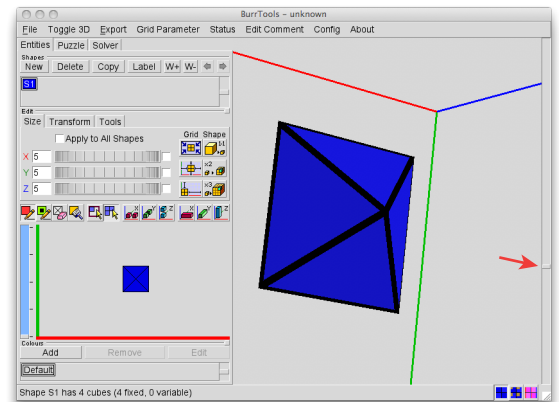 BurrTools - unknown
File Toggle 3D Export Grid Parameter Status Edit Comment Config About
Entities Puzzle Solver
Shapes
New Delete Copy Label W+ W-
S1
Edit
Size Transform Tools
Apply to All Shapes Grid Shape
1:1
X 5
Y 5 x2
Z 5 x3
X Y Z X Y Z
Colours
Add Remove Edit
Default
Shape S1 has 4 cubes (4 fixed, 0 variable)